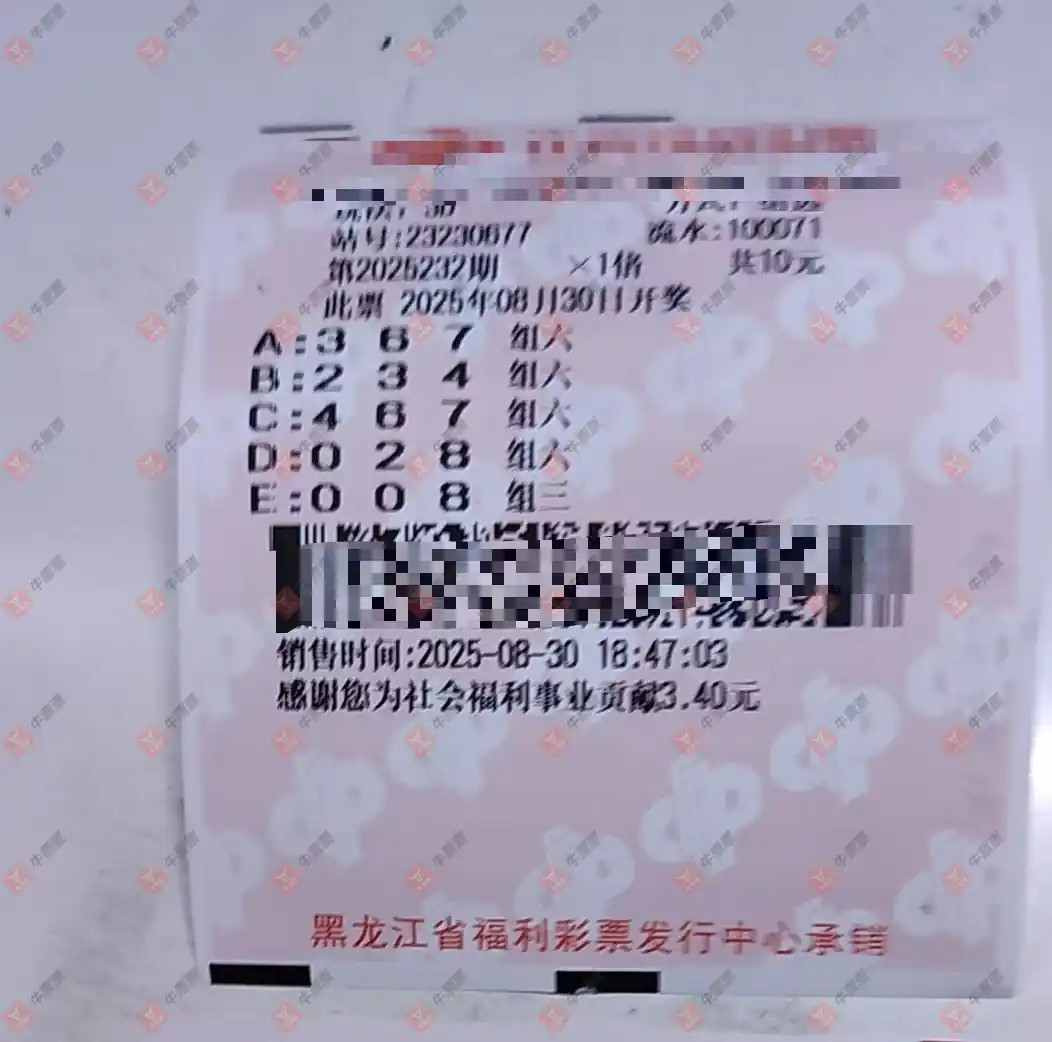 站号:23230677 流水:100071
第2025232期 ×1倍 共10元
此票 2025年08月30日开奖
A:3 6 7 组六
B:2 3 4 组六
C:4 6 7 组六
D:0 2 8 组六
E:0 0 8 组三
销售时间:2025-08-30 18:47:03
感谢您为社会福利事业贡献3.40元
黑龙江省福利彩票发行中心承销